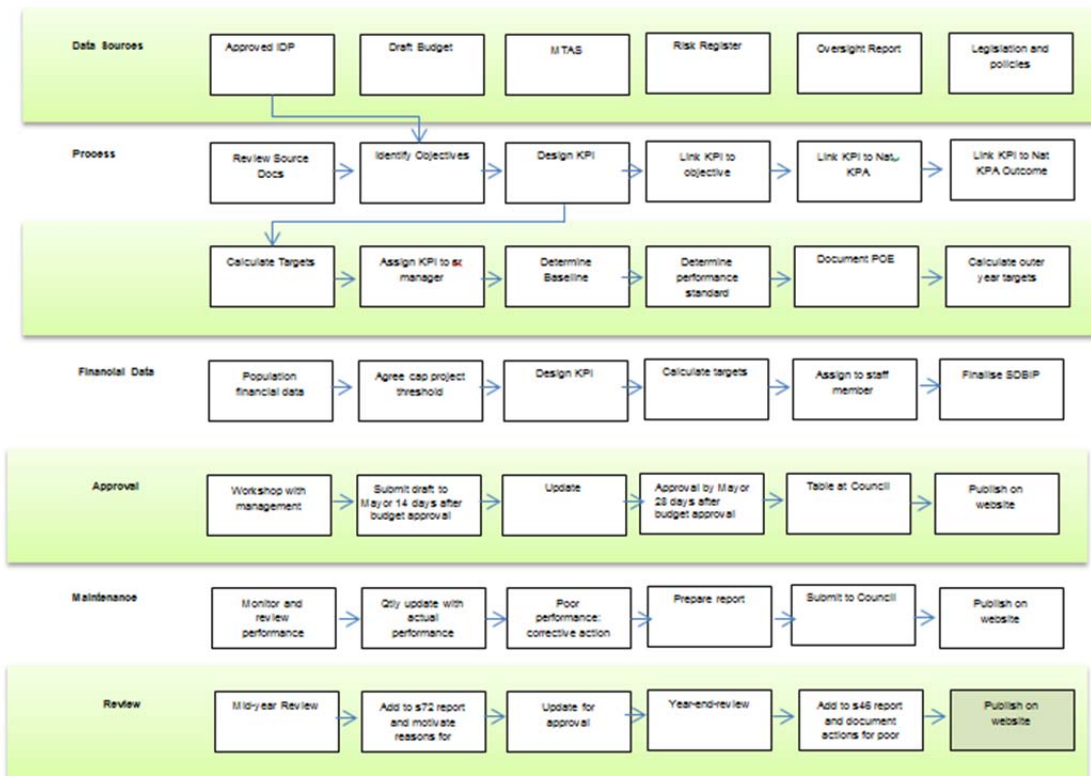 Data Sources
Approved IDP
Draft Budget
MTAS
Risk Register
Oversight Report
Legislation and
policies
Process
Review Source
Docs
Identify Objectives
Design KPI
Link KPI to
objective
Link KPI to Nat
KPA
Link KPI to Nat
KPA Outcome
Calculate Targets
Assign KPI to sr
manager
Determine
Baseline
Determine
performance
standard
Document POE
Calculate outer
year targets
Financial Data
Population
financial data
Agree cap project
threshold
Design KPI
Calculate targets
Assign to staff
member
Finalise SDBIP
Approval
Workshop with
management
Submit draft to
Mayor 14 days after
budget approval
Update
Approval by Mayor
28 days after
budget approval
Table at Council
Publish on
website
Maintenance
Monitor and
review
performance
Qtly update with
actual
performance
Poor
performance:
corrective action
Prepare report
Submit to Council
Publish on
website
Review
Mid-year Review
Add to s72 report
and motivate
reasons for
Update for
approval
Year-end-review
Add to s46 report
and document
actions for poor
Publish on
website